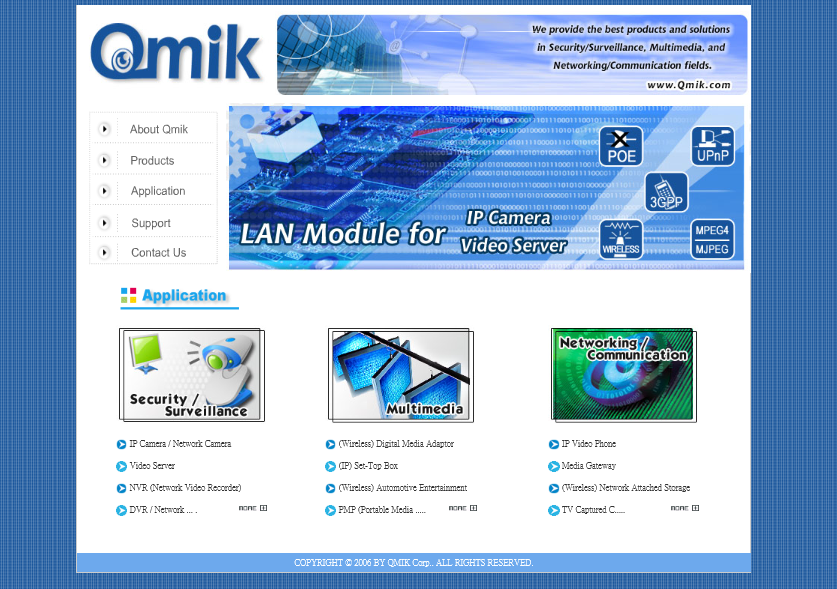 Qmik
We provide the best products and solutions
in Security/Surveillance, Multimedia, and
Networking/Communication fields.
www.Qmik.com
About Qmik
Products
Application
Support
Contact Us
POE
UPnP
3GPP
LAN Module for
IP Camera
Video Server
WIRELESS
MPEG4
MJPEG
Application
Security /
Surveillance
Multimedia
Networking /
Communication
IP Camera / Network Camera
Video Server
NVR (Network Video Recorder)
DVR / Network ... .
MORE
(Wireless) Digital Media Adaptor
(IP) Set-Top Box
(Wireless) Automotive Entertainment
PMP (Portable Media .....
MORE
IP Video Phone
Media Gateway
(Wireless) Network Attached Storage
TV Captured C.....
MORE
COPYRIGHT © 2006 BY QMIK Corp.. ALL RIGHTS RESERVED.